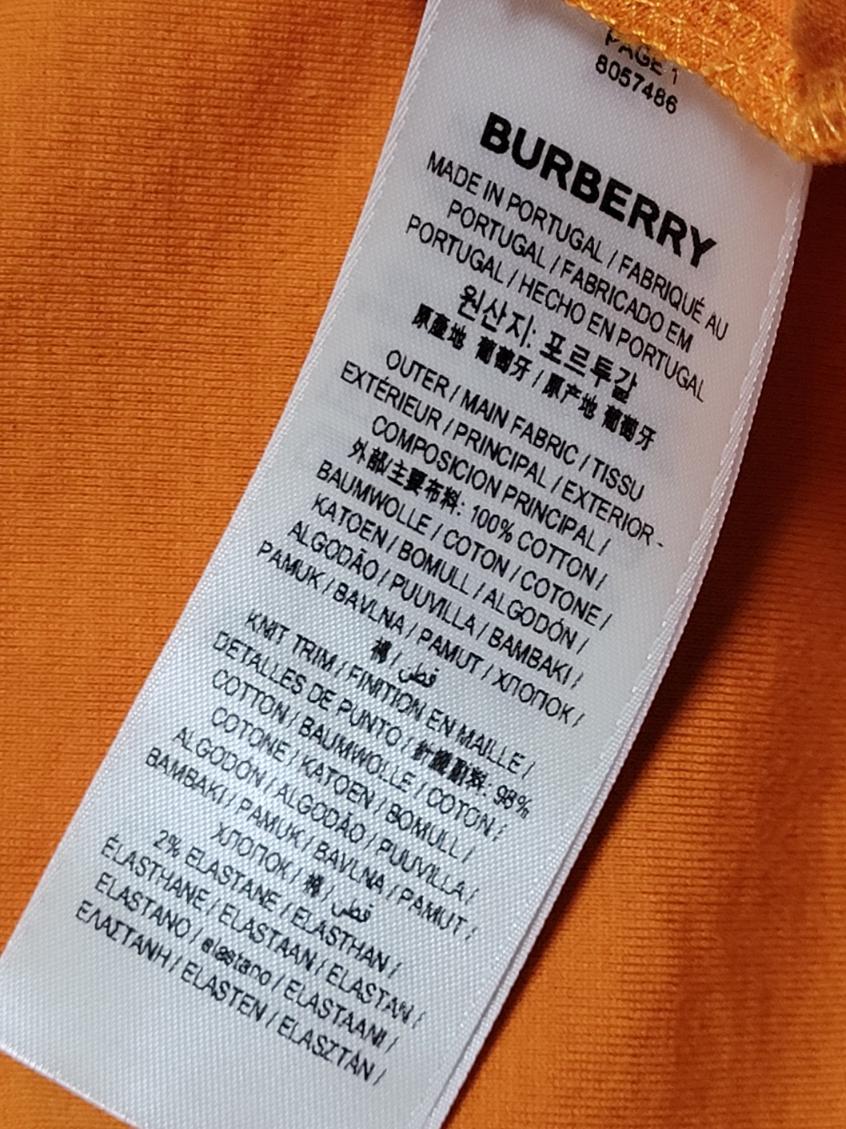 PAGE 1
8057486
BURBERRY
MADE IN PORTUGAL / FABRIQUÉ AU
PORTUGAL / FABRICADO EM
PORTUGAL / HECHO EN PORTUGAL
원산지: 포르투갈
原產地 葡萄牙 / 原产地 葡萄牙
OUTER / MAIN FABRIC / TISSU
EXTÉRIEUR / PRINCIPAL / EXTERIOR -
COMPOSICION PRINCIPAL /
外部/主要布料: 100% COTTON /
BAUMWOLLE / COTON / COTONE /
KATOEN / BOMULL / ALGODÓN /
ALGODÃO / PUUVILLA / BAMBAKI /
PAMUK / BAVLNA / PAMUT / ХЛОПОК /
棉 / قطن
KNIT TRIM / FINITION EN MAILLE /
DETALLES DE PUNTO / 針織副料: 98%
COTTON / BAUMWOLLE / COTON /
COTONE / KATOEN / BOMULL /
ALGODÓN / ALGODÃO / PUUVILLA /
BAMBAKI / PAMUK / BAVLNA / PAMUT /
ХЛОПОК / 棉 / قطن
2% ELASTANE / ELASTHAN /
ÉLASTHANE / ELASTAAN / ELASTAN /
ELASTANO / elastano / ELASTAANI /
ΕΛΑΣΤΑΝΗ / ELASTEN / ELASZTÁN /